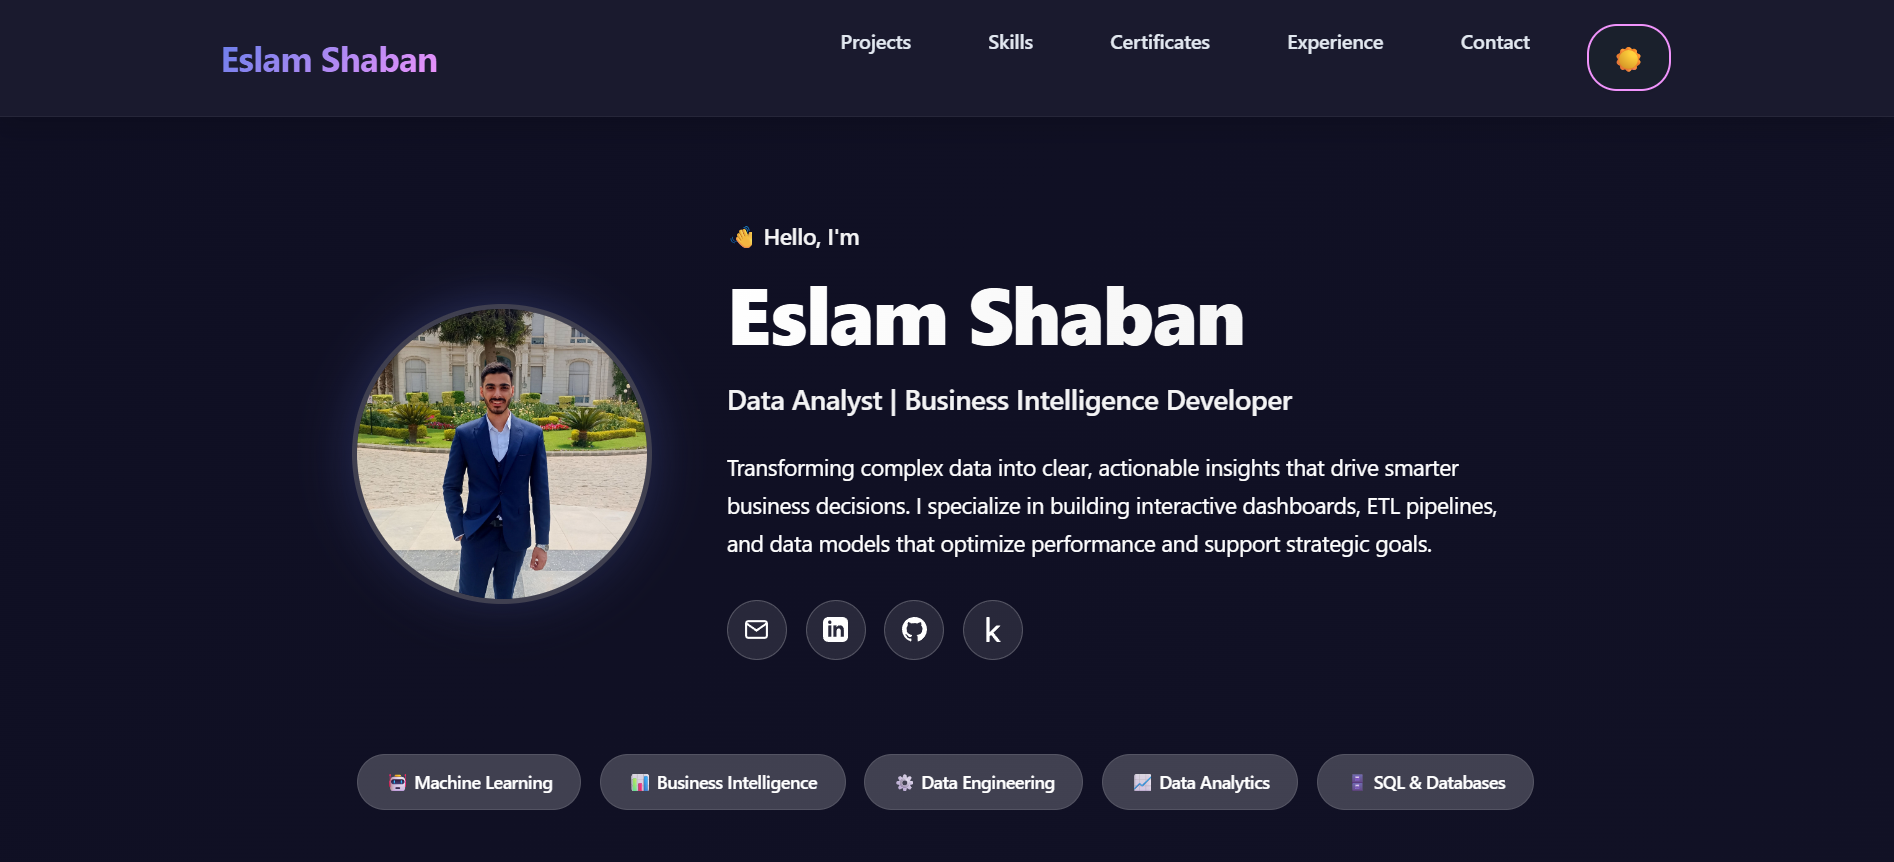 Eslam Shaban
Projects
Skills
Certificates
Experience
Contact
👋 Hello, I'm
Eslam Shaban
Data Analyst | Business Intelligence Developer
Transforming complex data into clear, actionable insights that drive smarter
business decisions. I specialize in building interactive dashboards, ETL pipelines,
and data models that optimize performance and support strategic goals.
in
k
🤖 Machine Learning
📊 Business Intelligence
⚙️ Data Engineering
📈 Data Analytics
🗄️ SQL & Databases